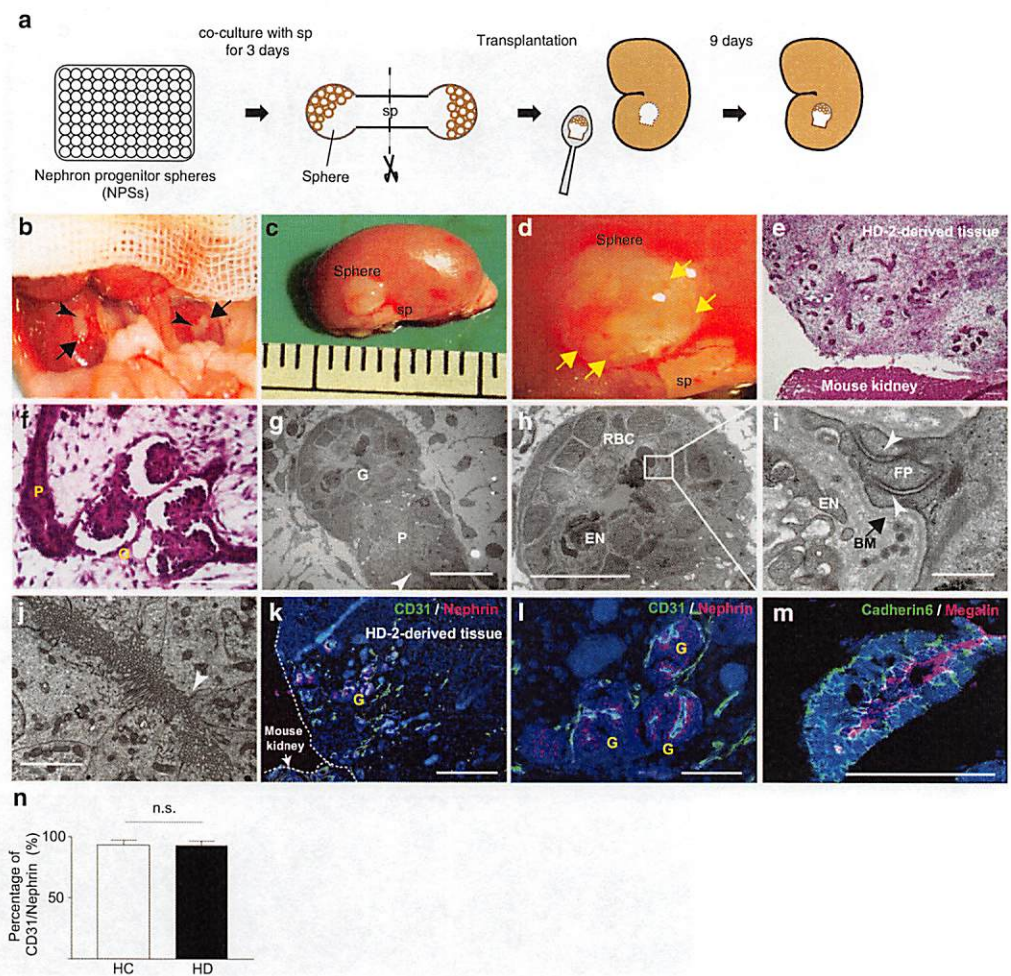 a
co-culture with sp
for 3 days
Transplantation
9 days
sp
Sphere
Nephron progenitor spheres
(NPSs)
b
c
Sphere
sp
d
Sphere
sp
e
HD-2-derived tissue
Mouse kidney
f
P
G
g
G
P
h
RBC
EN
i
FP
EN
BM
j
k
CD31 / Nephrin
HD-2-derived tissue
G
Mouse
kidney
l
CD31 / Nephrin
G
G
G
m
Cadherin6 / Megalin
n
n.s.
Percentage of
CD31/Nephrin (%)
100
50
HC
HD